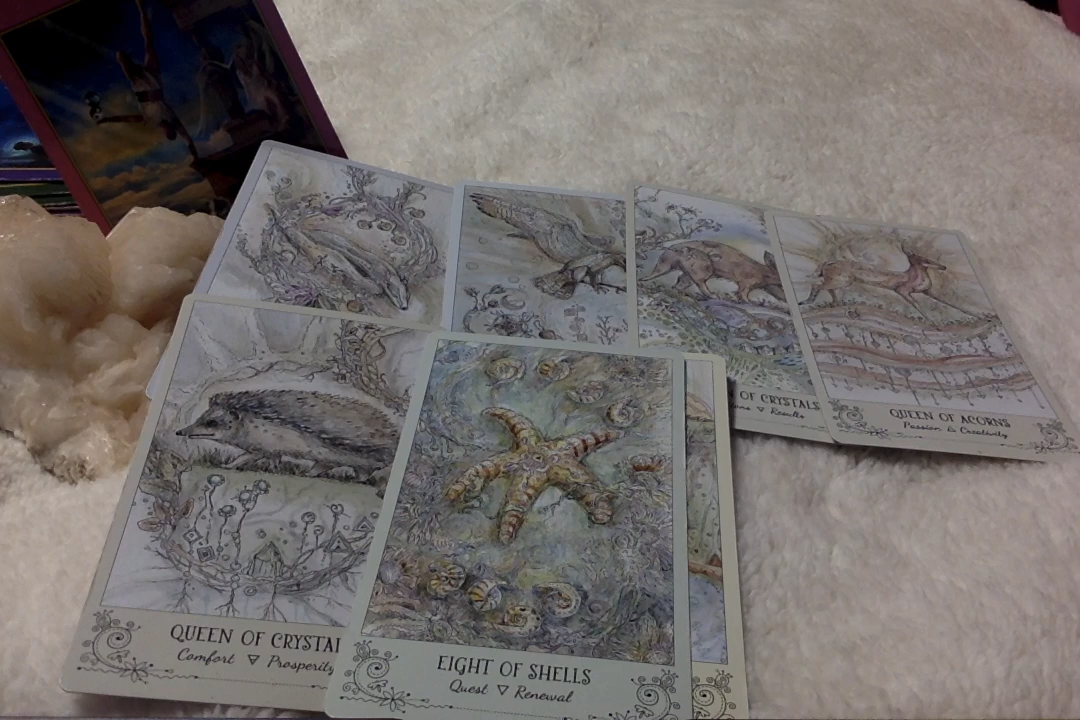 OF CRYSTALS
Results
QUEEN OF ACORNS
Passion & Creativity
QUEEN OF CRYSTAL
Comfort ▽ Prosperity
EIGHT OF SHELLS
Quest ▽ Renewal